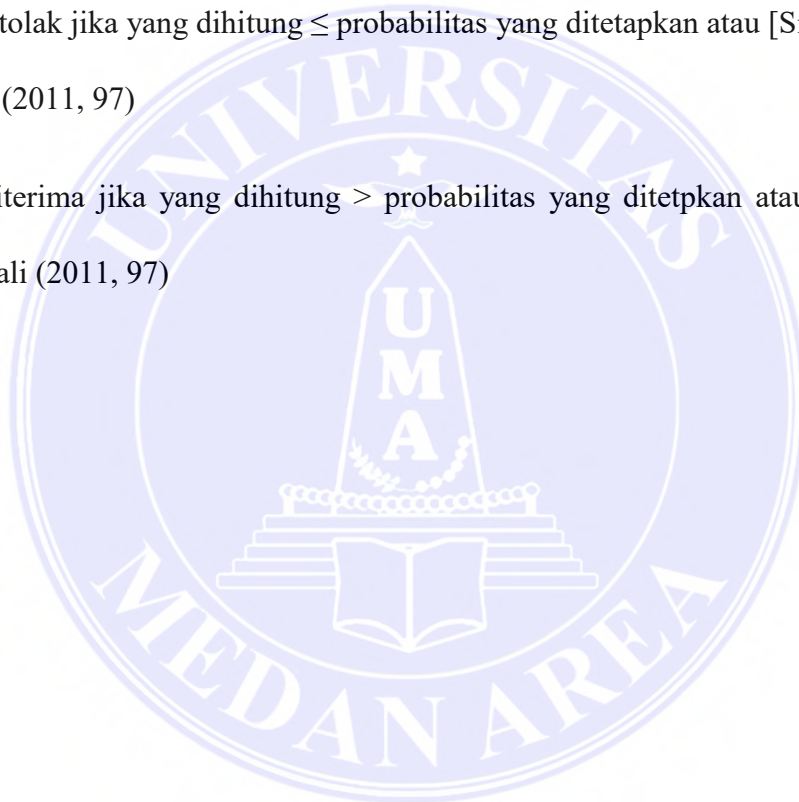 tolak jika yang dihitung ≤ probabilitas yang ditetapkan atau
(2011, 97)
iterima jika yang dihitung > probabilitas yang ditetpkan atau
ali (2011, 97)
UNIVERSITAS
U
M
A
MEDAN AREA